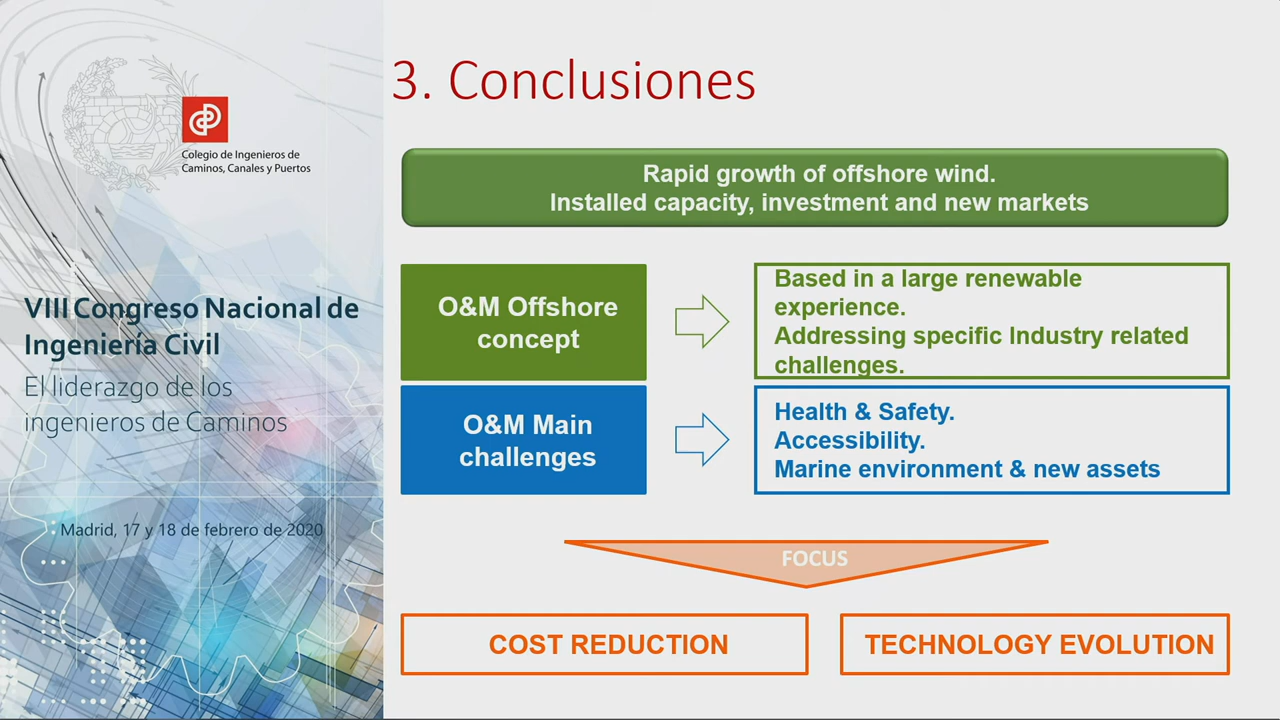 Colegio de Ingenieros de
Caminos, Canales y Puertos
VIII Congreso Nacional de
Ingeniería Civil
El liderazgo de los
ingenieros de Caminos
Madrid, 17 y 18 de febrero de 2020
3. Conclusiones
Rapid growth of offshore wind.
Installed capacity, investment and new markets
O&M Offshore
concept
Based in a large renewable
experience.
Addressing specific Industry related
challenges.
O&M Main
challenges
Health & Safety.
Accessibility.
Marine environment & new assets
FOCUS
COST REDUCTION
TECHNOLOGY EVOLUTION